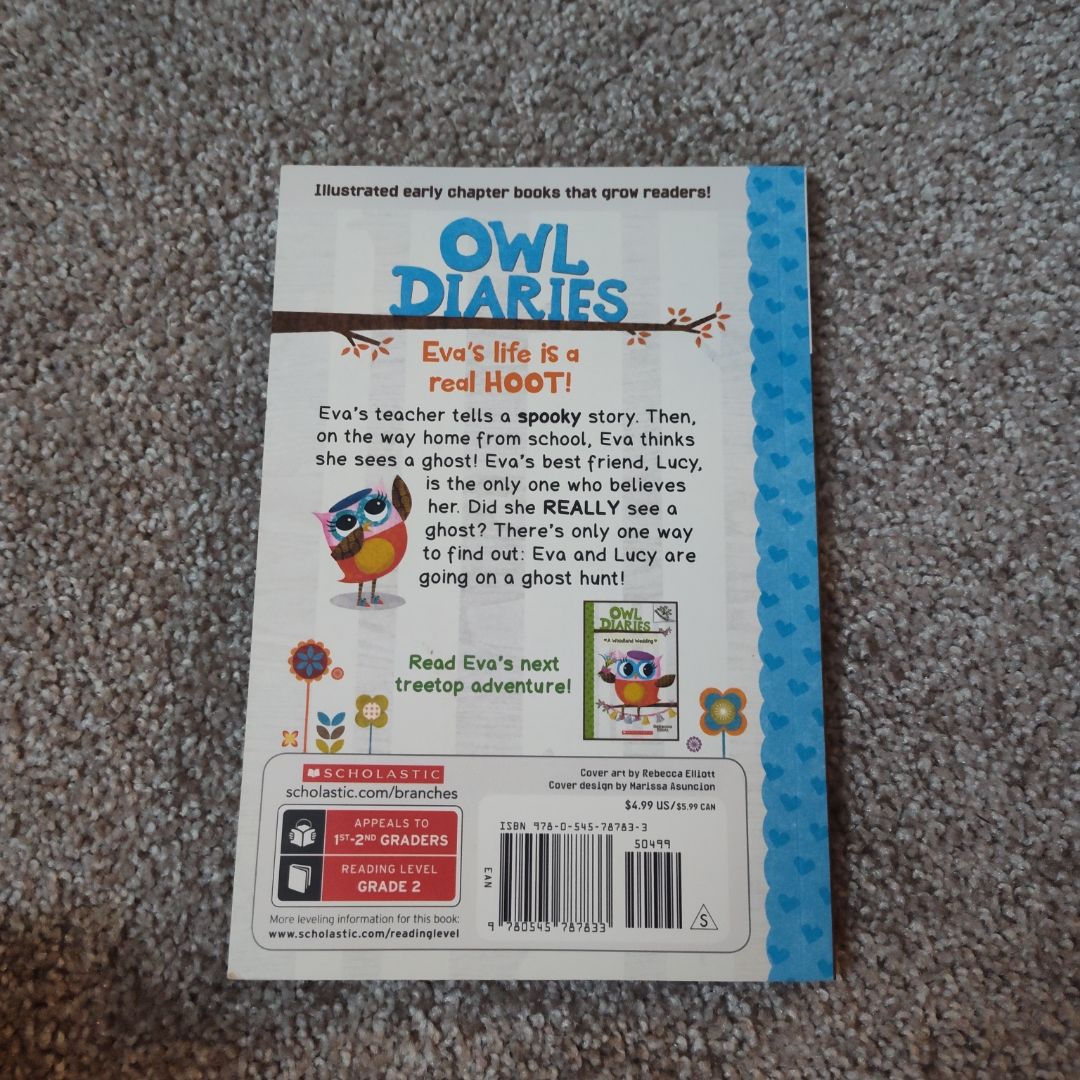 Illustrated early chapter books that grow readers!
OWL
DIARIES
Eva's life is a
real HOOT!
Eva's teacher tells a spooky story. Then,
on the way home from school, Eva thinks
she sees a ghost! Eva's best friend, Lucy,
is the only one who believes
her. Did she REALLY see a
ghost? There's only one way
to find out: Eva and Lucy are
going on a ghost hunt!
Read Eva's next
treetop adventure!
OWL
DIARIES
A Woodland Wedding
SCHOLASTIC
scholastic.com/branches
APPEALS TO
1ST-2ND GRADERS
READING LEVEL
GRADE 2
More leveling information for this book:
www.scholastic.com/readinglevel
Cover art by Rebecca Elliott
Cover design by Marissa Asuncion
$4.99 US/$5.99 CAN
ISBN 978-0-545-78783-3
50499
EAN
9 780545 787833
S